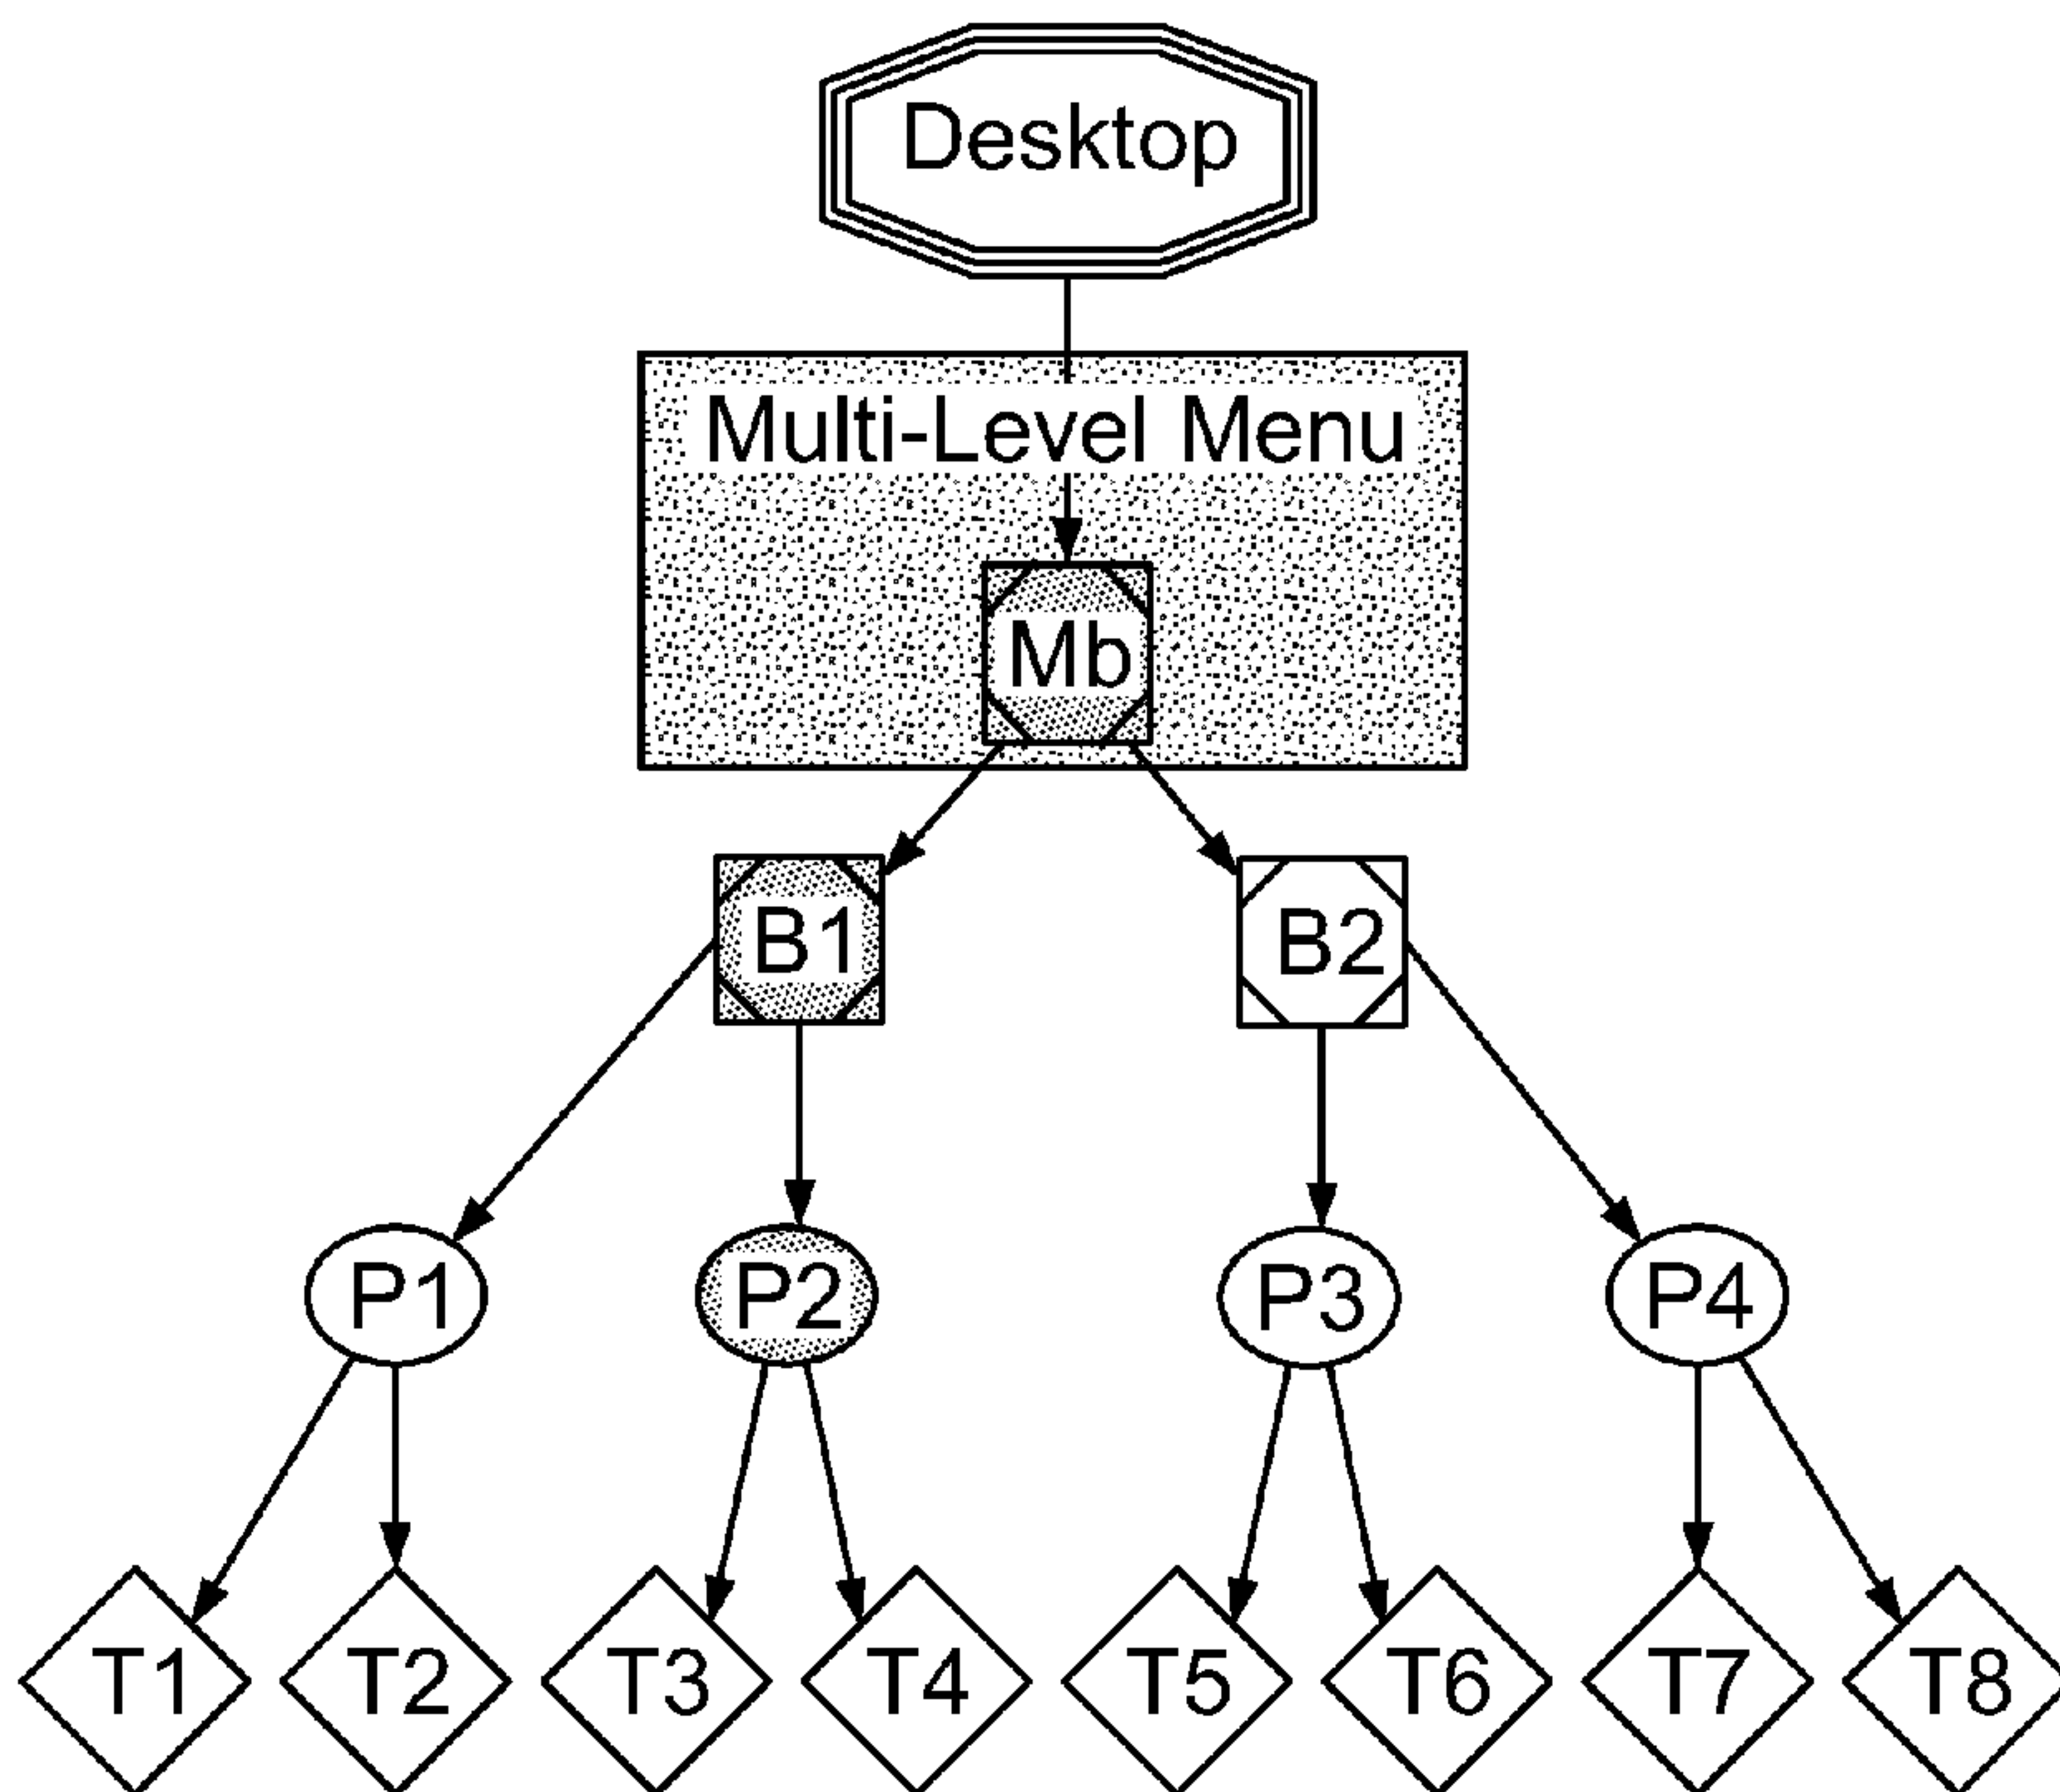 Desktop
Multi-Level Menu
Mb
B1 B2
P1 P2 P3 P4
T1 T2 T3 T4 T5 T6 T7 T8